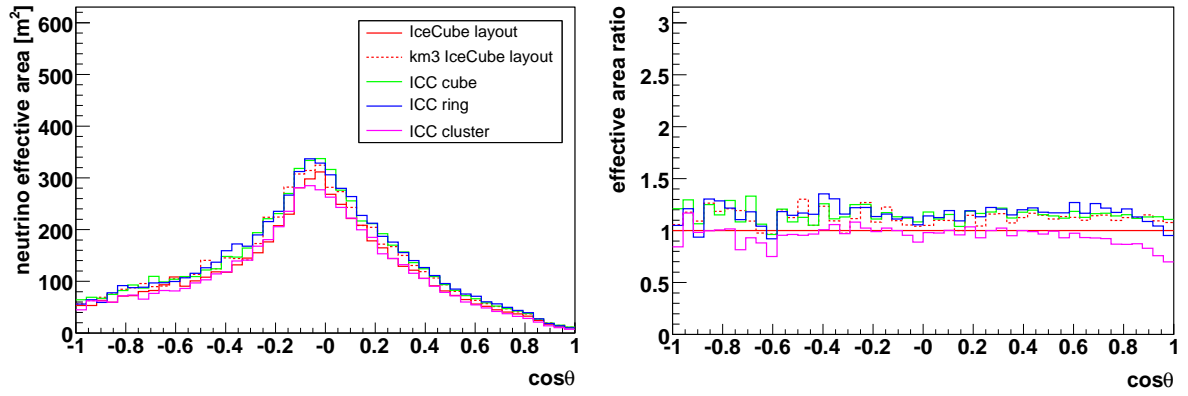 neutrino effective area [m²]
600
500
400
300
200
100
0
IceCube layout
km3 IceCube layout
ICC cube
ICC ring
ICC cluster
-1 -0.8 -0.6 -0.4 -0.2 -0 0.2 0.4 0.6 0.8 1
cosθ
effective area ratio
3
2.5
2
1.5
1
0.5
0
-1 -0.8 -0.6 -0.4 -0.2 -0 0.2 0.4 0.6 0.8 1
cosθ